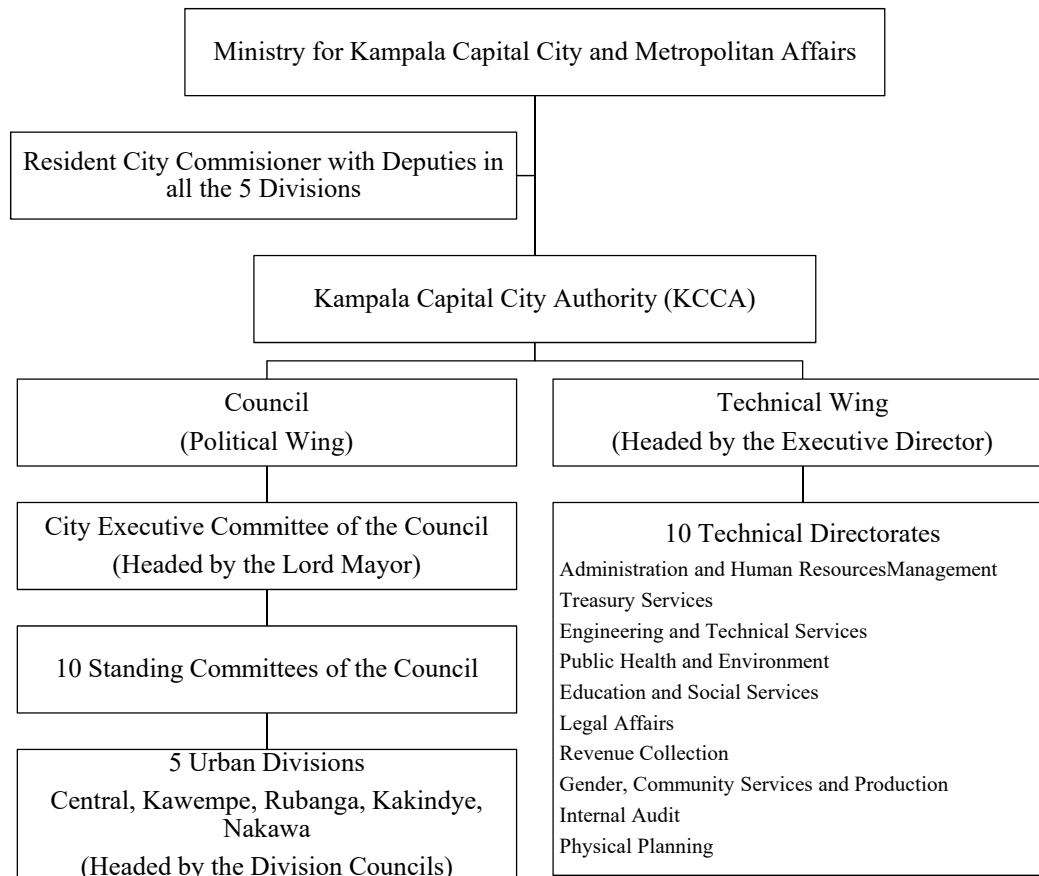 Ministry for Kampala Capital City and Metropolitan Affairs
Resident City Commisioner with Deputies in
all the 5 Divisions
Kampala Capital City Authority (KCCA)
Council
(Political Wing)
Technical Wing
(Headed by the Executive Director)
City Executive Committee of the Council
(Headed by the Lord Mayor)
10 Standing Committees of the Council
5 Urban Divisions
Central, Kawempe, Rubanga, Kakindye,
Nakawa
(Headed by the Division Councils)
10 Technical Directorates
Administration and Human ResourcesManagement
Treasury Services
Engineering and Technical Services
Public Health and Environment
Education and Social Services
Legal Affairs
Revenue Collection
Gender, Community Services and Production
Internal Audit
Physical Planning